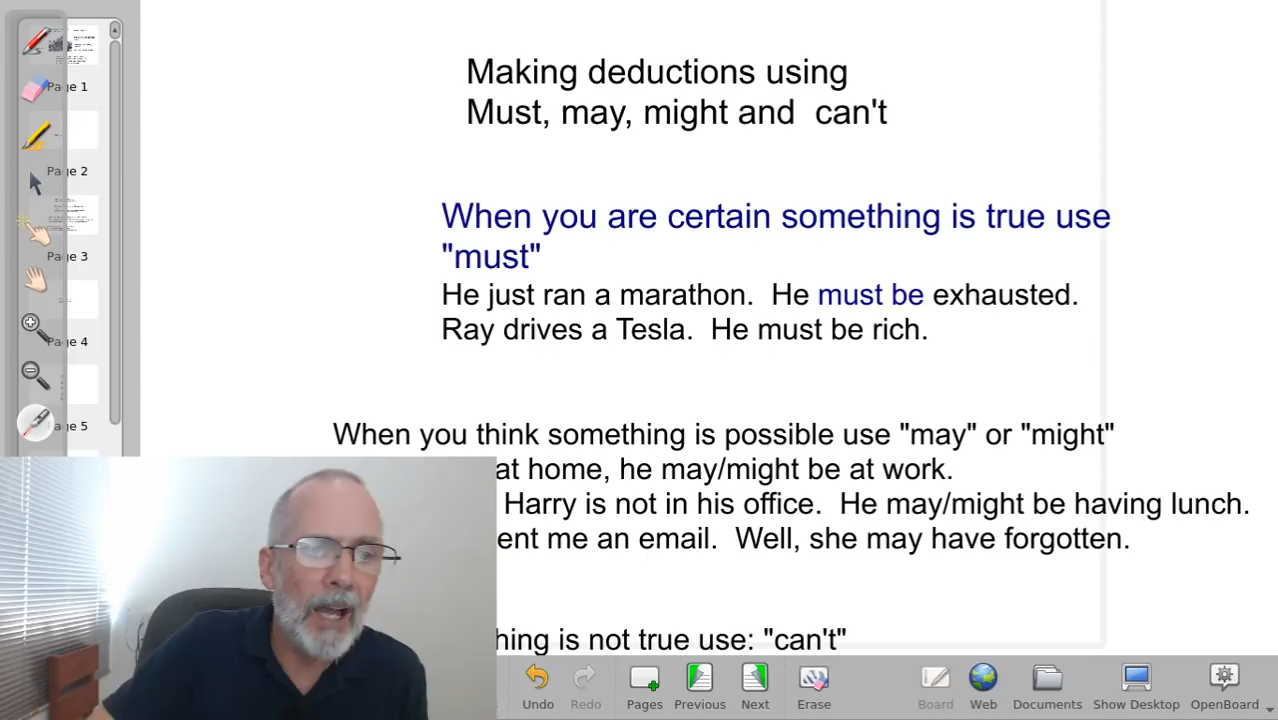 Making deductions using
Must, may, might and can't
When you are certain something is true use
"must"
He just ran a marathon. He must be exhausted.
Ray drives a Tesla. He must be rich.
When you think something is possible use "may" or "might"
at home, he may/might be at work.
Harry is not in his office. He may/might be having lunch.
ent me an email. Well, she may have forgotten.
hing is not true use: "can't"
Page 1
Page 2
Page 3
Page 4
age 5
Undo
Redo
Pages
Previous
Next
Erase
Board
Web
Documents
Show Desktop
OpenBoard